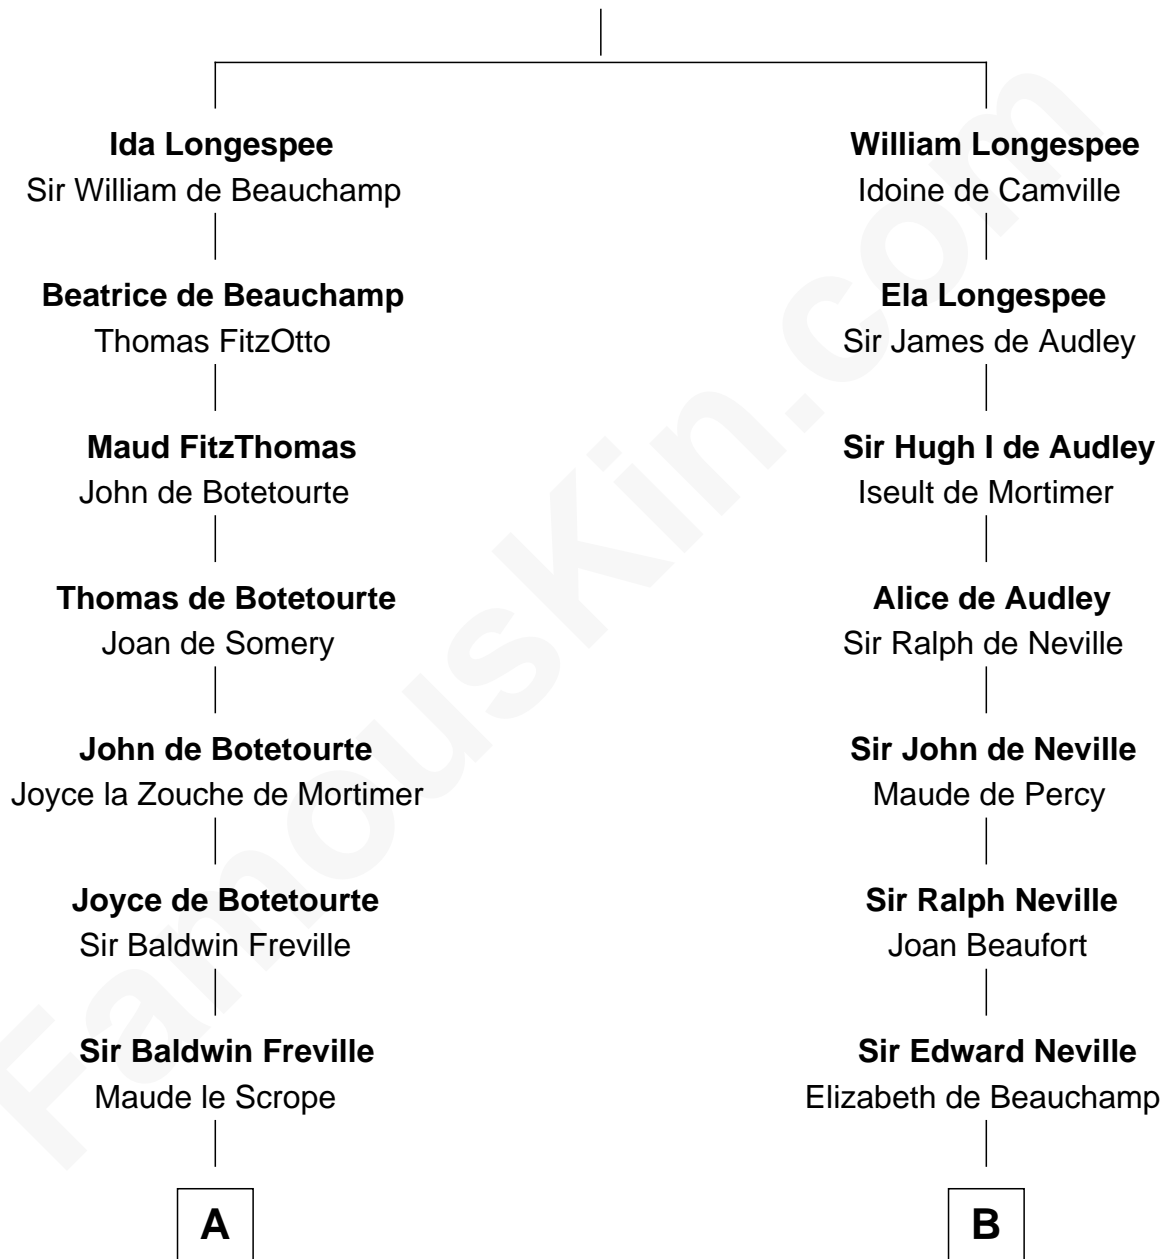 Ida Longespee
Sir William de Beauchamp
Beatrice de Beauchamp
Thomas FitzOtto
Maud FitzThomas
John de Botetourte
Thomas de Botetourte
Joan de Somery
John de Botetourte
Joyce la Zouche de Mortimer
Joyce de Botetourte
Sir Baldwin Freville
Sir Baldwin Freville
Maude le Scrope
A
William Longespee
Idoine de Camville
Ela Longespee
Sir James de Audley
Sir Hugh I de Audley
Iseult de Mortimer
Alice de Audley
Sir Ralph de Neville
Sir John de Neville
Maude de Percy
Sir Ralph Neville
Joan Beaufort
Sir Edward Neville
Elizabeth de Beauchamp
B
FamousKin.com